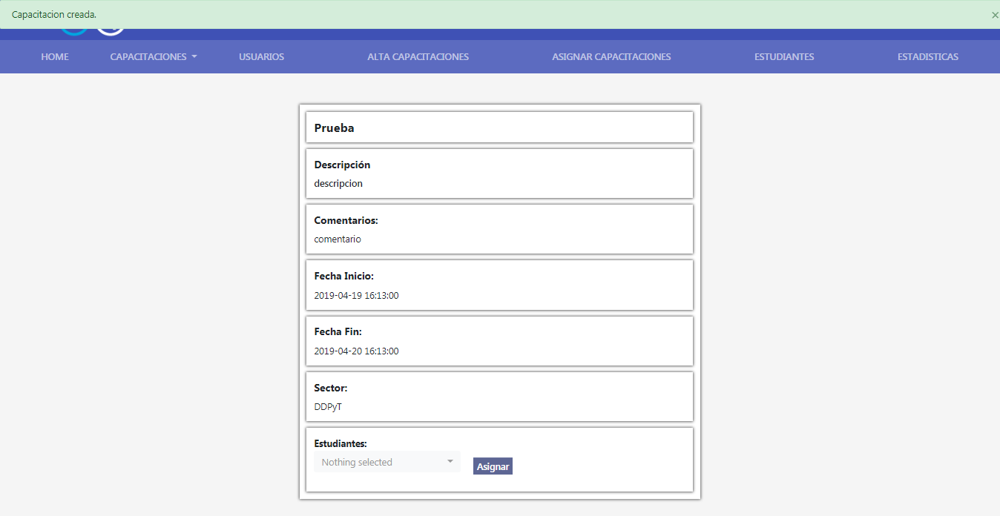 Capacitacion creada.
×
HOME
CAPACITACIONES
USUARIOS
ALTA CAPACITACIONES
ASIGNAR CAPACITACIONES
ESTUDIANTES
ESTADISTICAS
Prueba
Descripción
descripcion
Comentarios:
comentario
Fecha Inicio:
2019-04-19 16:13:00
Fecha Fin:
2019-04-20 16:13:00
Sector:
DDPyT
Estudiantes:
Nothing selected
Asignar